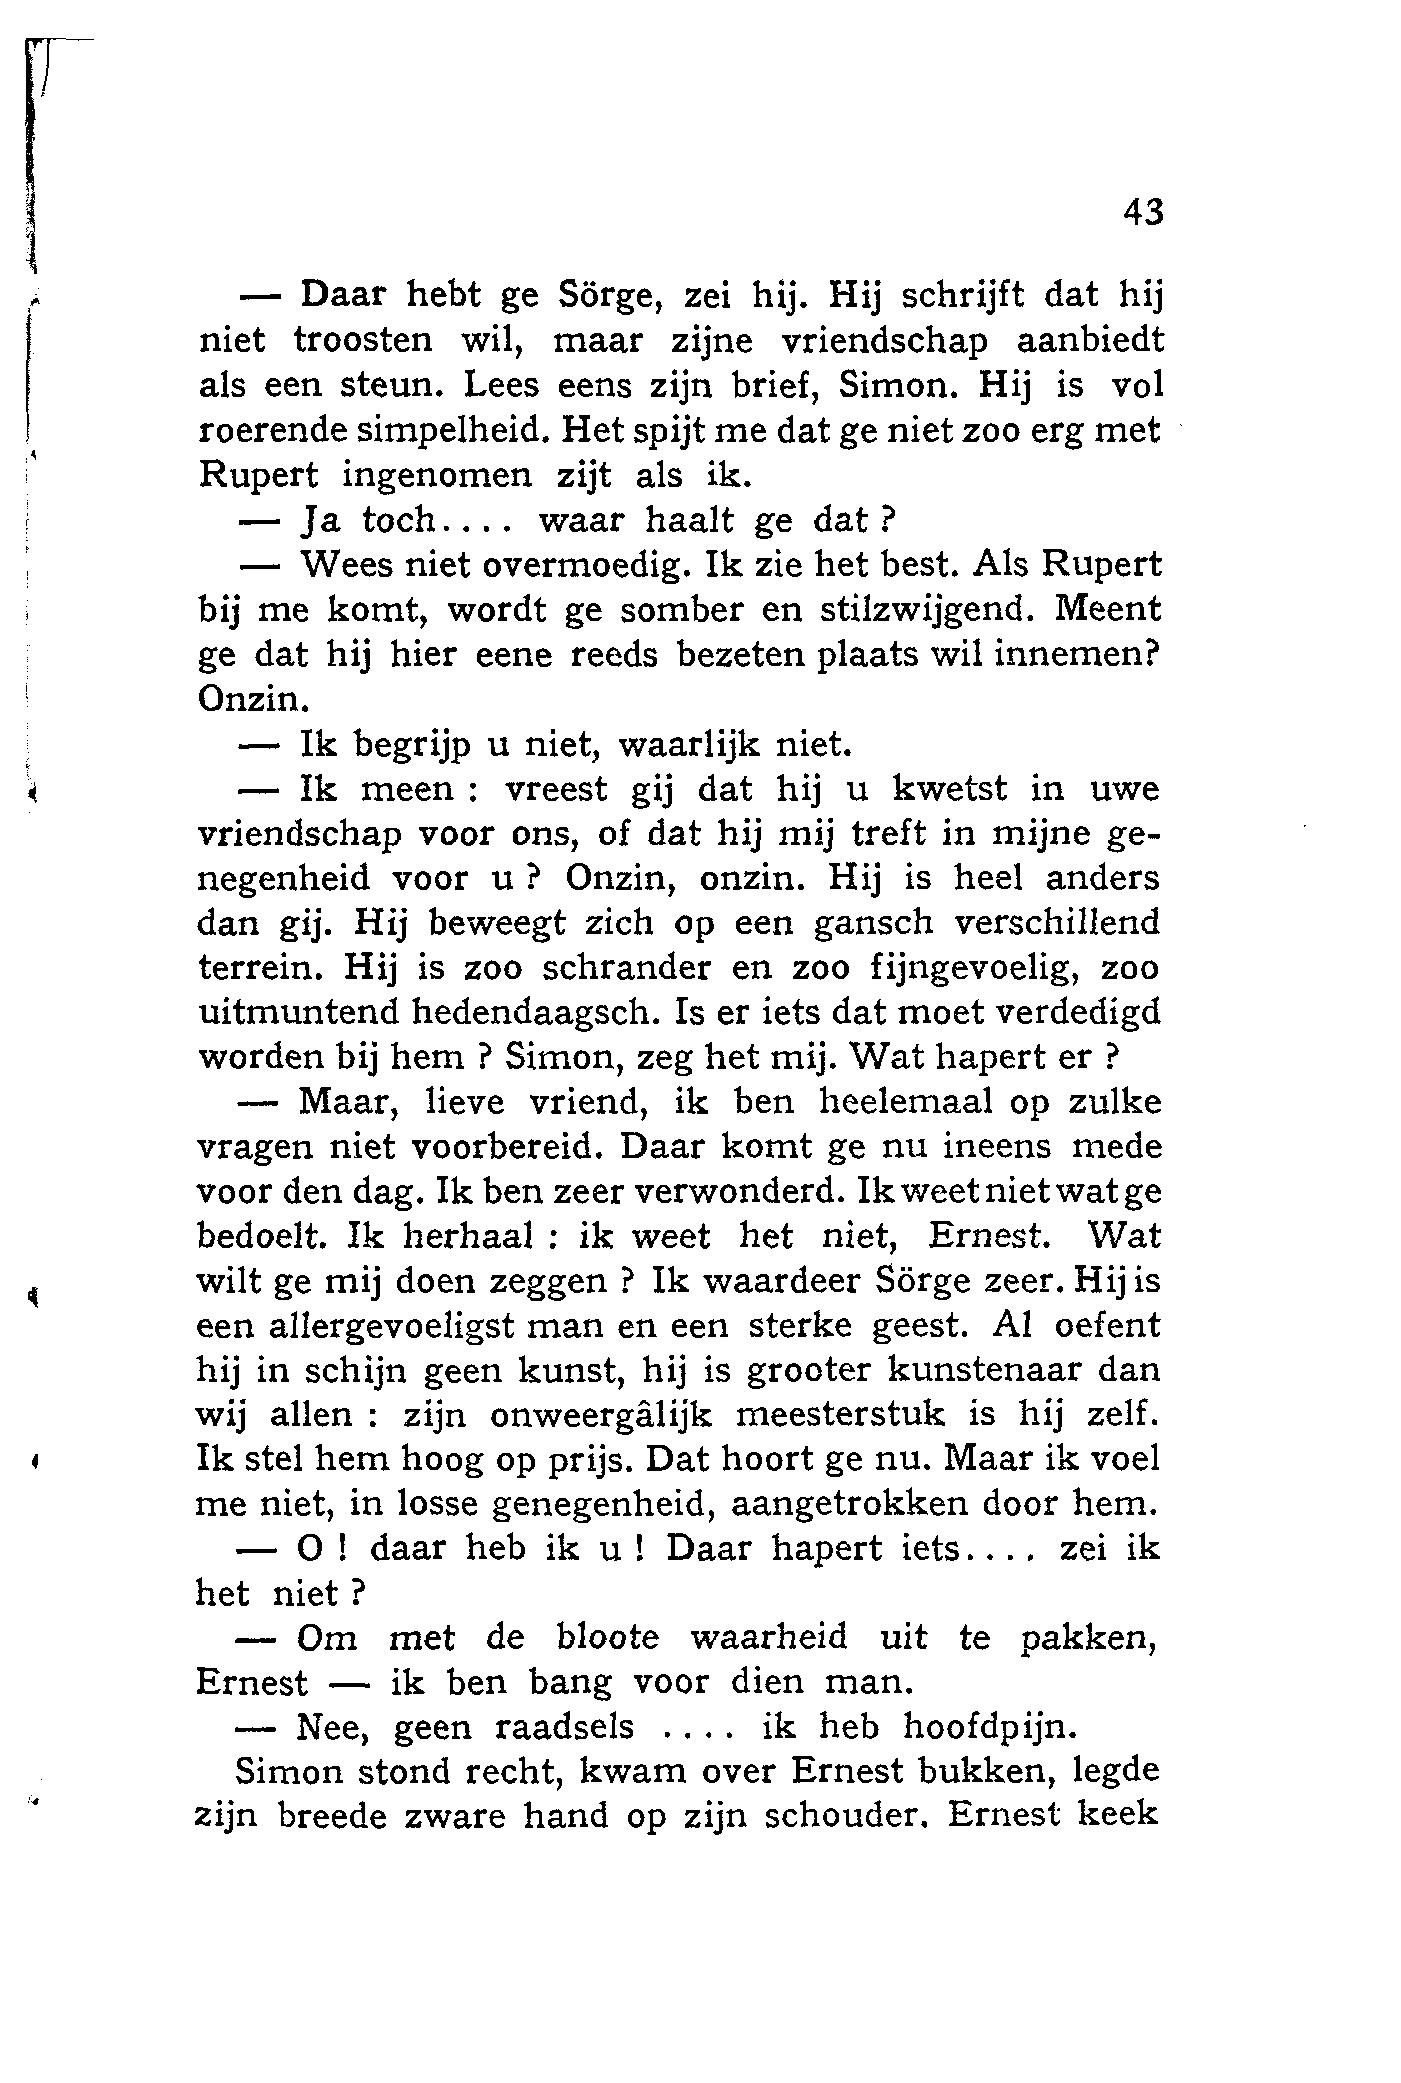 43
— Daar hebt ge Sörge, zei hij. Hij schrijft dat hij
niet troosten wil, maar zijne vriendschap aanbiedt
als een steun. Lees eens zijn brief, Simon. Hij is vol
roerende simpelheid. Het spijt me dat ge niet zoo erg met
Rupert ingenomen zijt als ik.
— Ja toch.... waar haalt ge dat ?
— Wees niet overmoedig. Ik zie het best. Als Rupert
bij me komt, wordt ge somber en stilzwijgend. Meent
ge dat hij hier eene reeds bezeten plaats wil innemen?
Onzin.
— Ik begrijp u niet, waarlijk niet.
— Ik meen : vreest gij dat hij u kwetst in uwe
vriendschap voor ons, of dat hij mij treft in mijne ge-
negenheid voor u ? Onzin, onzin. Hij is heel anders
dan gij. Hij beweegt zich op een gansch verschillend
terrein. Hij is zoo schrander en zoo fijngevoelig, zoo
uitmuntend hedendaagsch. Is er iets dat moet verdedigd
worden bij hem ? Simon, zeg het mij. Wat hapert er ?
— Maar, lieve vriend, ik ben heelemaal op zulke
vragen niet voorbereid. Daar komt ge nu ineens mede
voor den dag. Ik ben zeer verwonderd. Ik weet niet wat ge
bedoelt. Ik herhaal : ik weet het niet, Ernest. Wat
wilt ge mij doen zeggen ? Ik waardeer Sörge zeer. Hij is
een allergevoeligst man en een sterke geest. Al oefent
hij in schijn geen kunst, hij is grooter kunstenaar dan
wij allen : zijn onweergâlijk meesterstuk is hij zelf.
Ik stel hem hoog op prijs. Dat hoort ge nu. Maar ik voel
me niet, in losse genegenheid, aangetrokken door hem.
— O ! daar heb ik u ! Daar hapert iets.... zei ik
het niet ?
— Om met de bloote waarheid uit te pakken,
Ernest — ik ben bang voor dien man.
— Nee, geen raadsels .... ik heb hoofdpijn.
Simon stond recht, kwam over Ernest bukken, legde
zijn breede zware hand op zijn schouder. Ernest keek